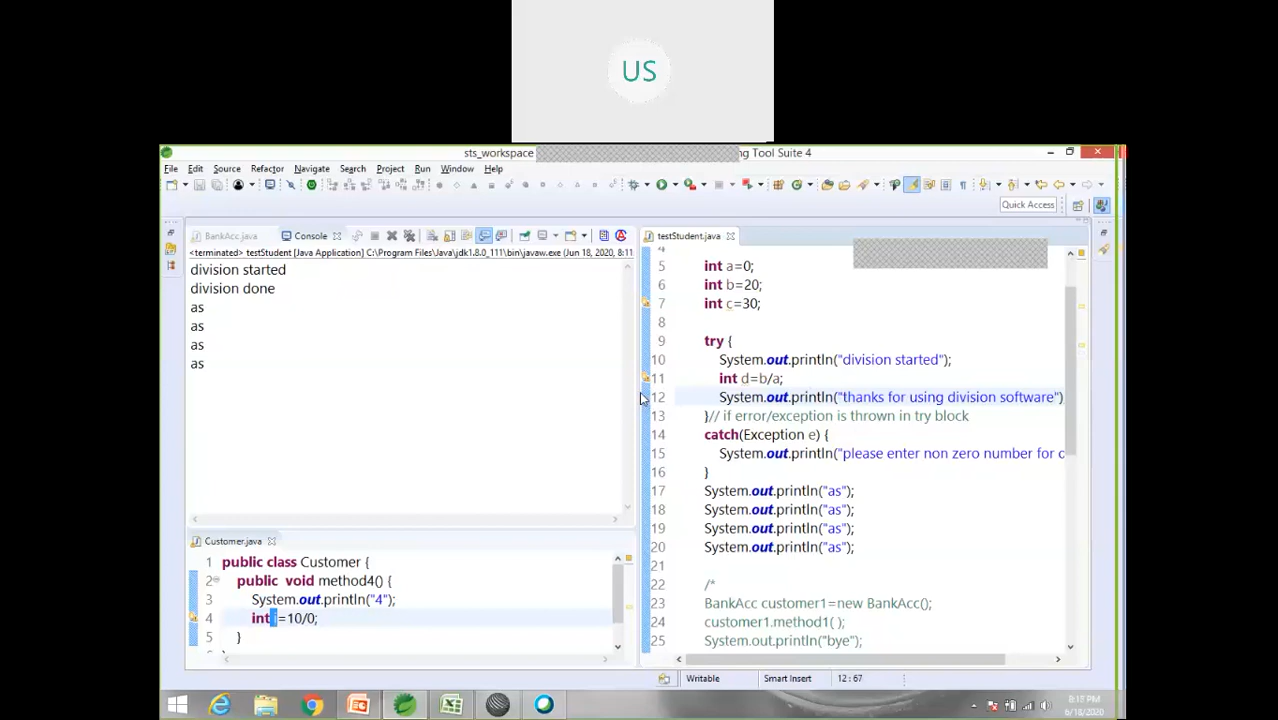 US
sts_workspace
ng Tool Suite 4
File Edit Source Refactor Navigate Search Project Run Window Help
Quick Access
BankAcc.java Console
<terminated> testStudent [Java Application] C:\Program Files\Java\jdk1.8.0_111\bin\javaw.exe (Jun 18, 2020, 8:11
division started
division done
as
as
as
as
Customer.java
1 public class Customer {
2 public void method4() {
3 System.out.println("4");
4 int i=10/0;
5 }
testStudent.java
4
5 int a=0;
6 int b=20;
7 int c=30;
8
9 try {
10 System.out.println("division started");
11 int d=b/a;
12 System.out.println("thanks for using division software")
13 }// if error/exception is thrown in try block
14 catch(Exception e) {
15 System.out.println("please enter non zero number for
16 }
17 System.out.println("as");
18 System.out.println("as");
19 System.out.println("as");
20 System.out.println("as");
21
22 /*
23 BankAcc customer1=new BankAcc();
24 customer1.method1( );
25 System.out.println("bye");
Writable Smart Insert 12 : 67
6/18/2020